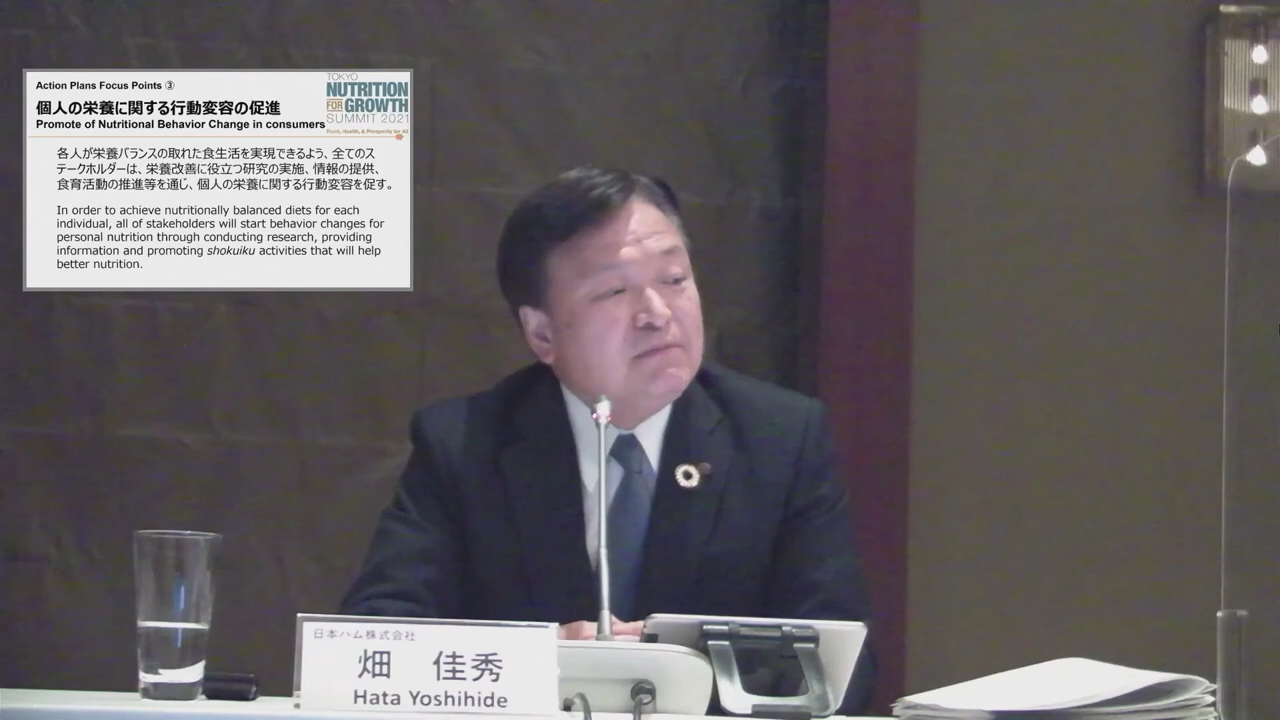 Action Plans Focus Points ③
個人の栄養に関する行動変容の促進
Promote of Nutritional Behavior Change in consumers
TOKYO
NUTRITION
FOR GROWTH
SUMMIT 2021
Food, Health, & Prosperity for All
各人が栄養バランスの取れた食生活を実現できるよう、全てのス
テークホルダーは、栄養改善に役立つ研究の実施、情報の提供、
食育活動の推進等を通じ、個人の栄養に関する行動変容を促す。
In order to achieve nutritionally balanced diets for each
individual, all of stakeholders will start behavior changes for
personal nutrition through conducting research, providing
information and promoting shokuiku activities that will help
better nutrition.
日本ハム株式会社
畑 佳秀
Hata Yoshihide